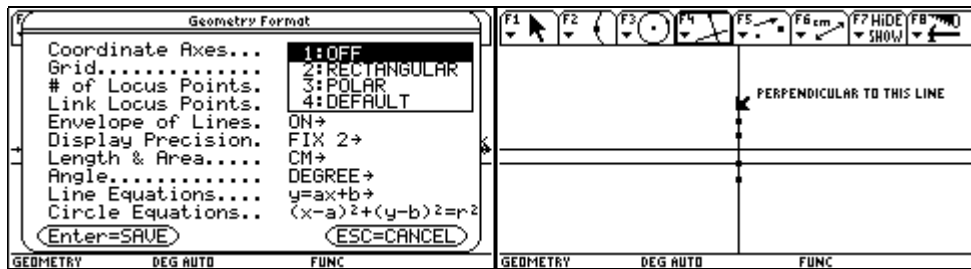 Geometry Format
Coordinate Axes...
1:OFF
Grid..............
2:RECTANGULAR
# of Locus Points.
3:POLAR
Link Locus Points.
4:DEFAULT
Envelope of Lines. ON→
Display Precision. FIX 2→
Length & Area..... CM→
Angle............. DEGREE→
Line Equations.... y=ax+b→
Circle Equations.. (x-a)²+(y-b)²=r²
Enter=SAVE
ESC=CANCEL
GEOMETRY DEG AUTO FUNC
F1 F2 F3 F4 F5 F6 cm F7 HiDE SHOW F8
PERPENDICULAR TO THIS LINE
GEOMETRY DEG AUTO FUNC